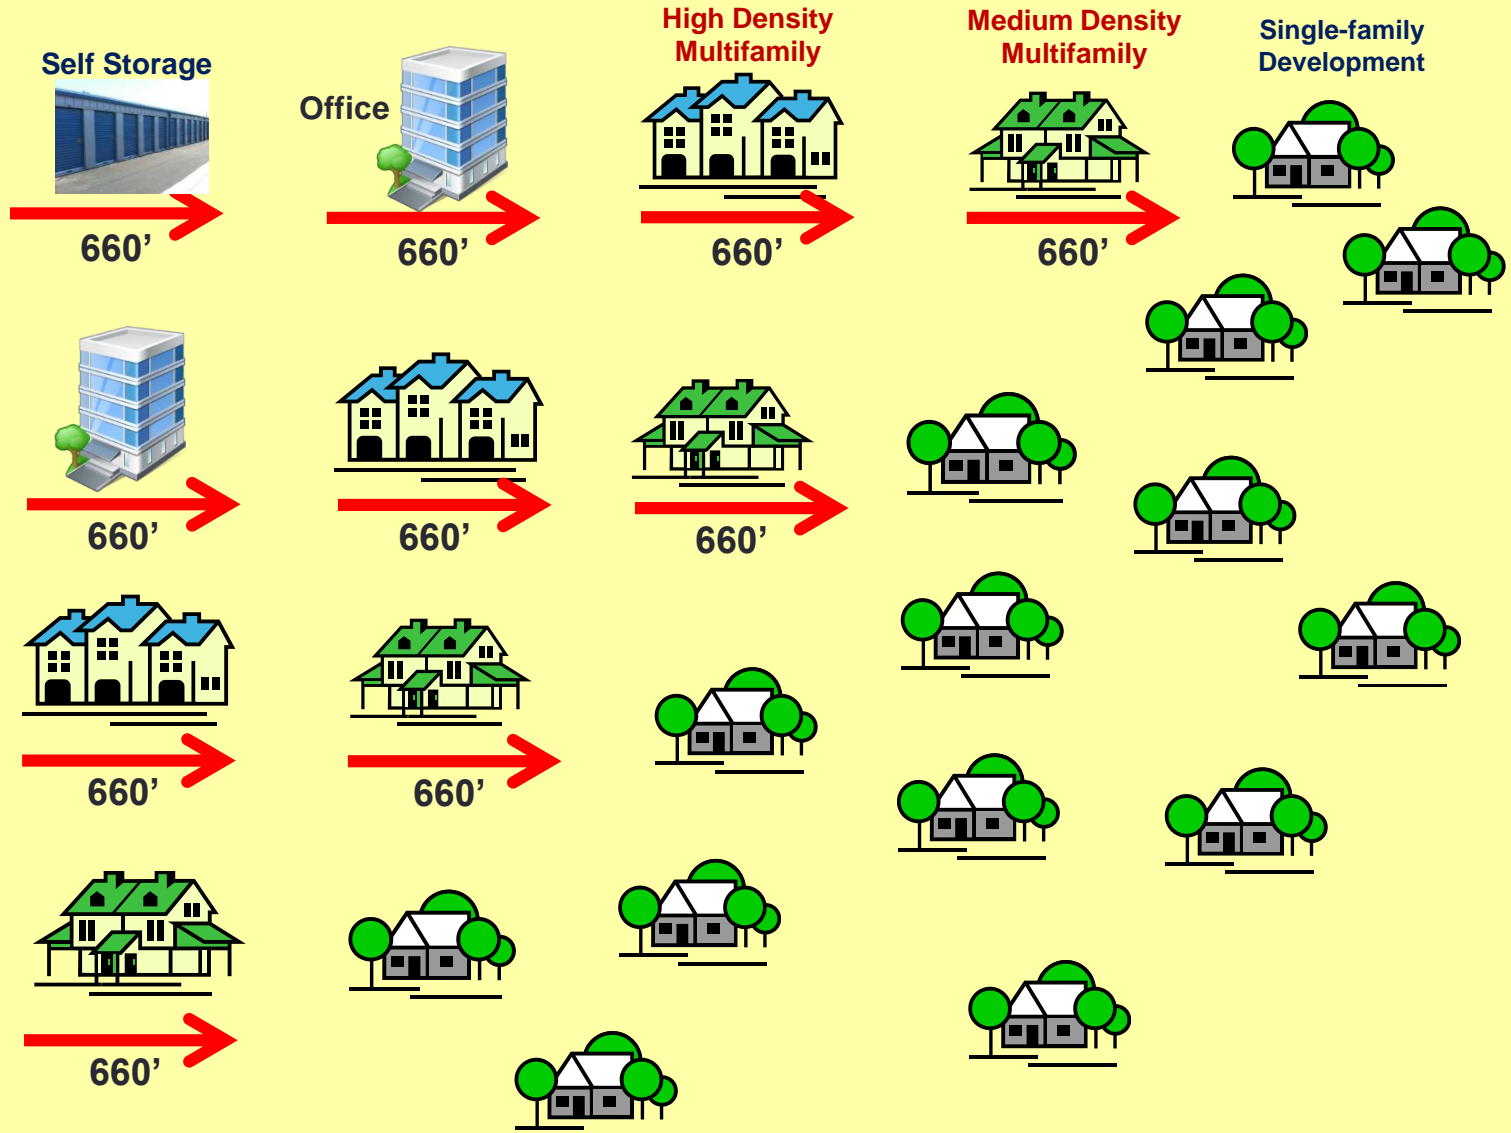 High Density
Multifamily
Medium Density
Multifamily
Single-family
Development
Self Storage
Office
660’
660’
660’
660’
660’
660’
660’
660’
660’
660’